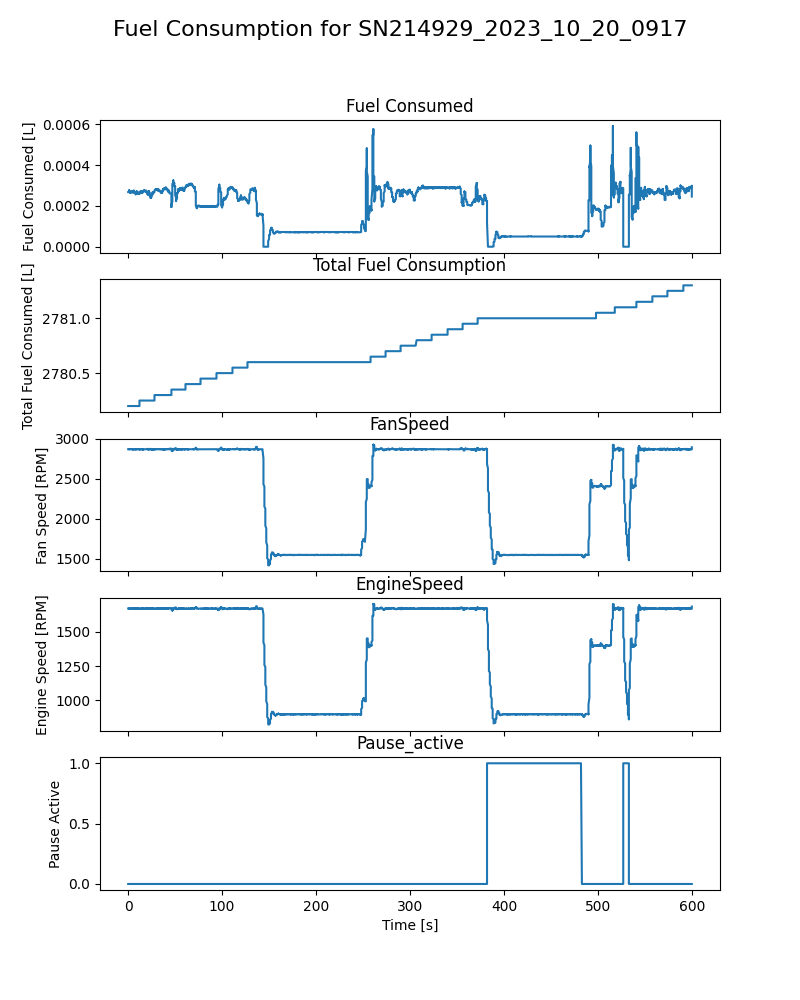 Fuel Consumption for SN214929_2023_10_20_0917
Fuel Consumed
Fuel Consumed [L]
0.0006
0.0004
0.0002
0.0000
Total Fuel Consumption
Total Fuel Consumed [L]
2781.0
2780.5
FanSpeed
Fan Speed [RPM]
3000
2500
2000
1500
EngineSpeed
Engine Speed [RPM]
1500
1250
1000
Pause_active
Pause Active
1.0
0.5
0.0
0 100 200 300 400 500 600
Time [s]